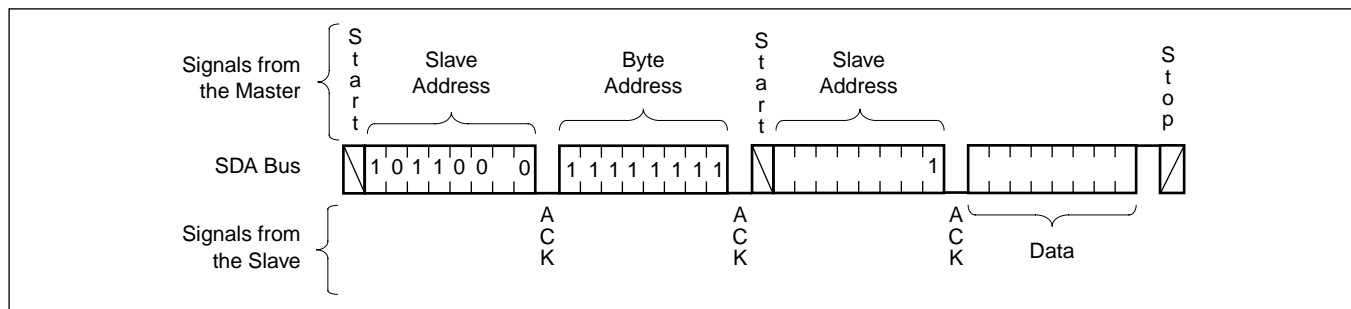 Signals from
the Master
Start
Slave
Address
Byte
Address
Start
Slave
Address
Stop
SDA Bus
1 0 1 1 0 0 0
1 1 1 1 1 1 1 1
1
Signals from
the Slave
ACK
ACK
ACK
Data